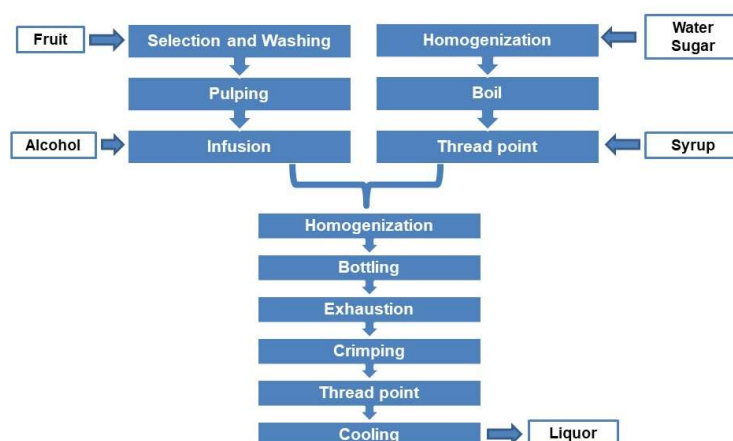 Fruit
Selection and Washing
Homogenization
Water
Sugar
Pulping
Boil
Alcohol
Infusion
Thread point
Syrup
Homogenization
Bottling
Exhaustion
Crimping
Thread point
Cooling
Liquor